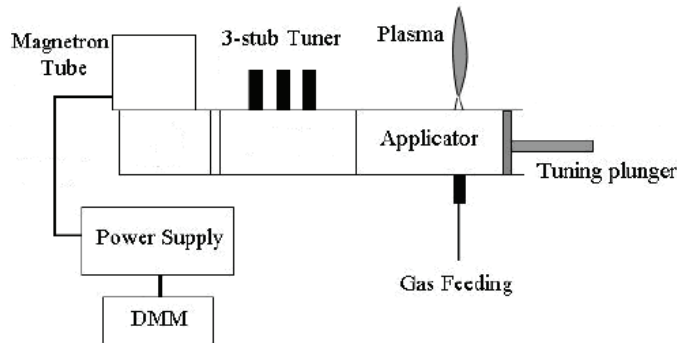 Magnetron
Tube
3-stub Tuner
Plasma
Applicator
Tuning plunger
Power Supply
Gas Feeding
DMM